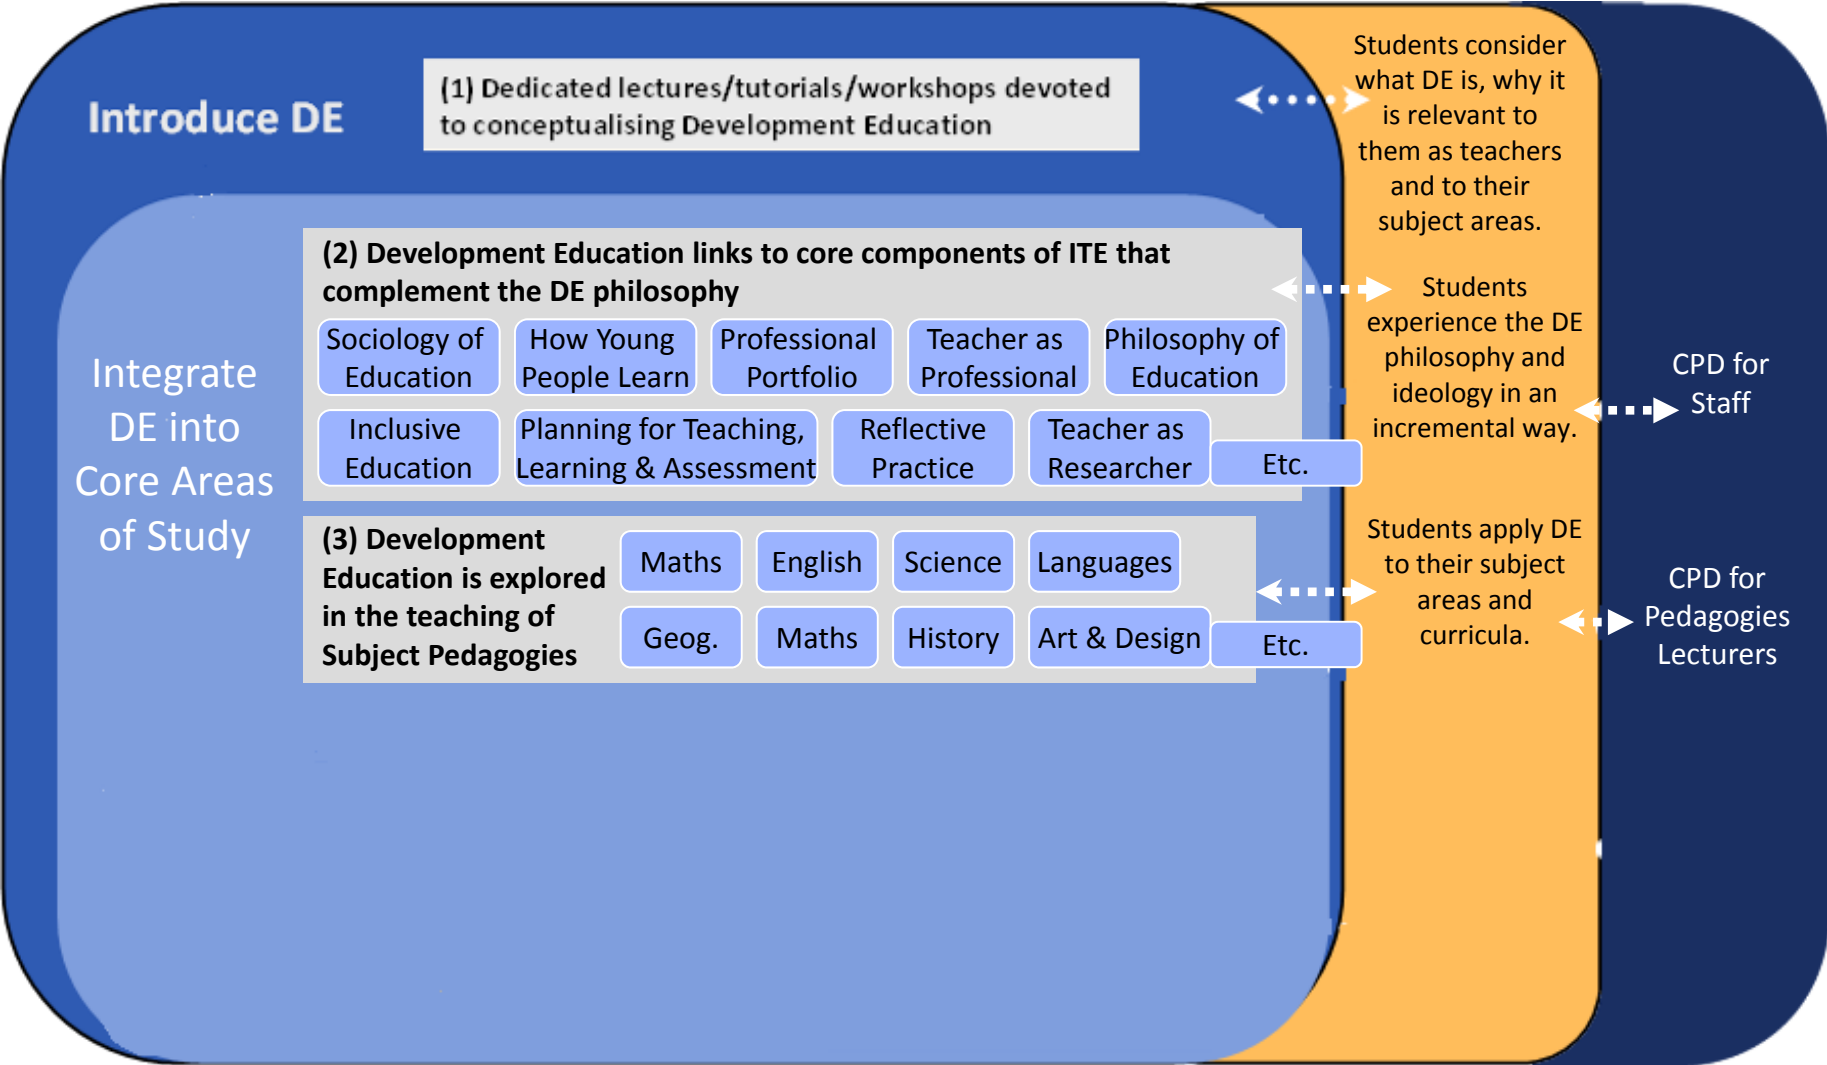 Introduce DE
(1) Dedicated lectures/tutorials/workshops devoted
to conceptualising Development Education
Students consider
what DE is, why it
is relevant to
them as teachers
and to their
subject areas.
Integrate
DE into
Core Areas
of Study
(2) Development Education links to core components of ITE that
complement the DE philosophy
Sociology of
Education
How Young
People Learn
Professional
Portfolio
Teacher as
Professional
Philosophy of
Education
Inclusive
Education
Planning for Teaching,
Learning & Assessment
Reflective
Practice
Teacher as
Researcher
Etc.
Students
experience the DE
philosophy and
ideology in an
incremental way.
CPD for
Staff
(3) Development
Education is explored
in the teaching of
Subject Pedagogies
Maths
English
Science
Languages
Geog.
Maths
History
Art & Design
Etc.
Students apply DE
to their subject
areas and
curricula.
CPD for
Pedagogies
Lecturers